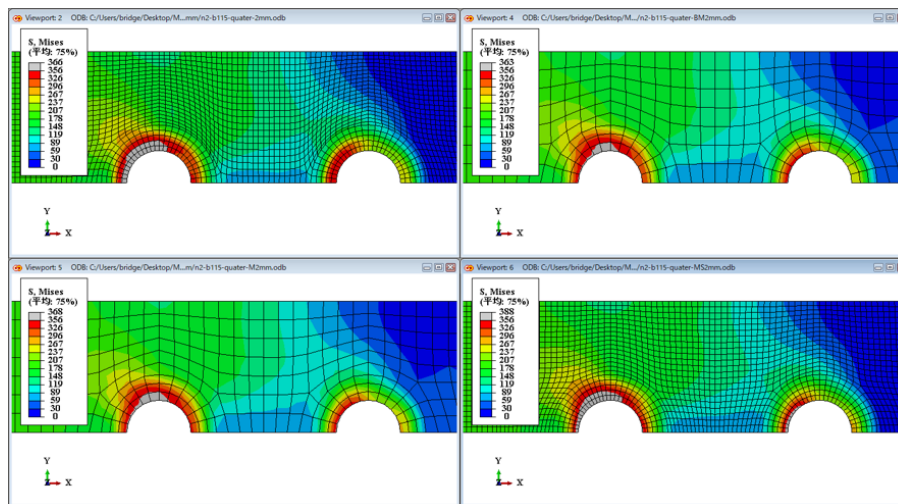 Viewport: 2 ODB: C:/Users/bridge/Desktop/M... mm/n2-b115-quater-2mm.odb
S, Mises
(平均: 75%)
366
356
326
296
267
237
207
178
148
119
89
59
30
0
Y
Z X
Viewport: 4 ODB: C:/Users/bridge/Desktop/M.../n2-b115-quater-BM2mm.odb
S, Mises
(平均: 75%)
363
356
326
296
267
237
207
178
148
119
89
59
30
0
Y
Z X
Viewport: 5 ODB: C:/Users/bridge/Desktop/M...m/n2-b115-quater-M2mm.odb
S, Mises
(平均: 75%)
368
356
326
296
267
237
207
178
148
119
89
59
30
0
Y
Z X
Viewport: 6 ODB: C:/Users/bridge/Desktop/M.../n2-b115-quater-MS2mm.odb
S, Mises
(平均: 75%)
388
356
326
296
267
237
207
178
148
119
89
59
30
0
Y
Z X